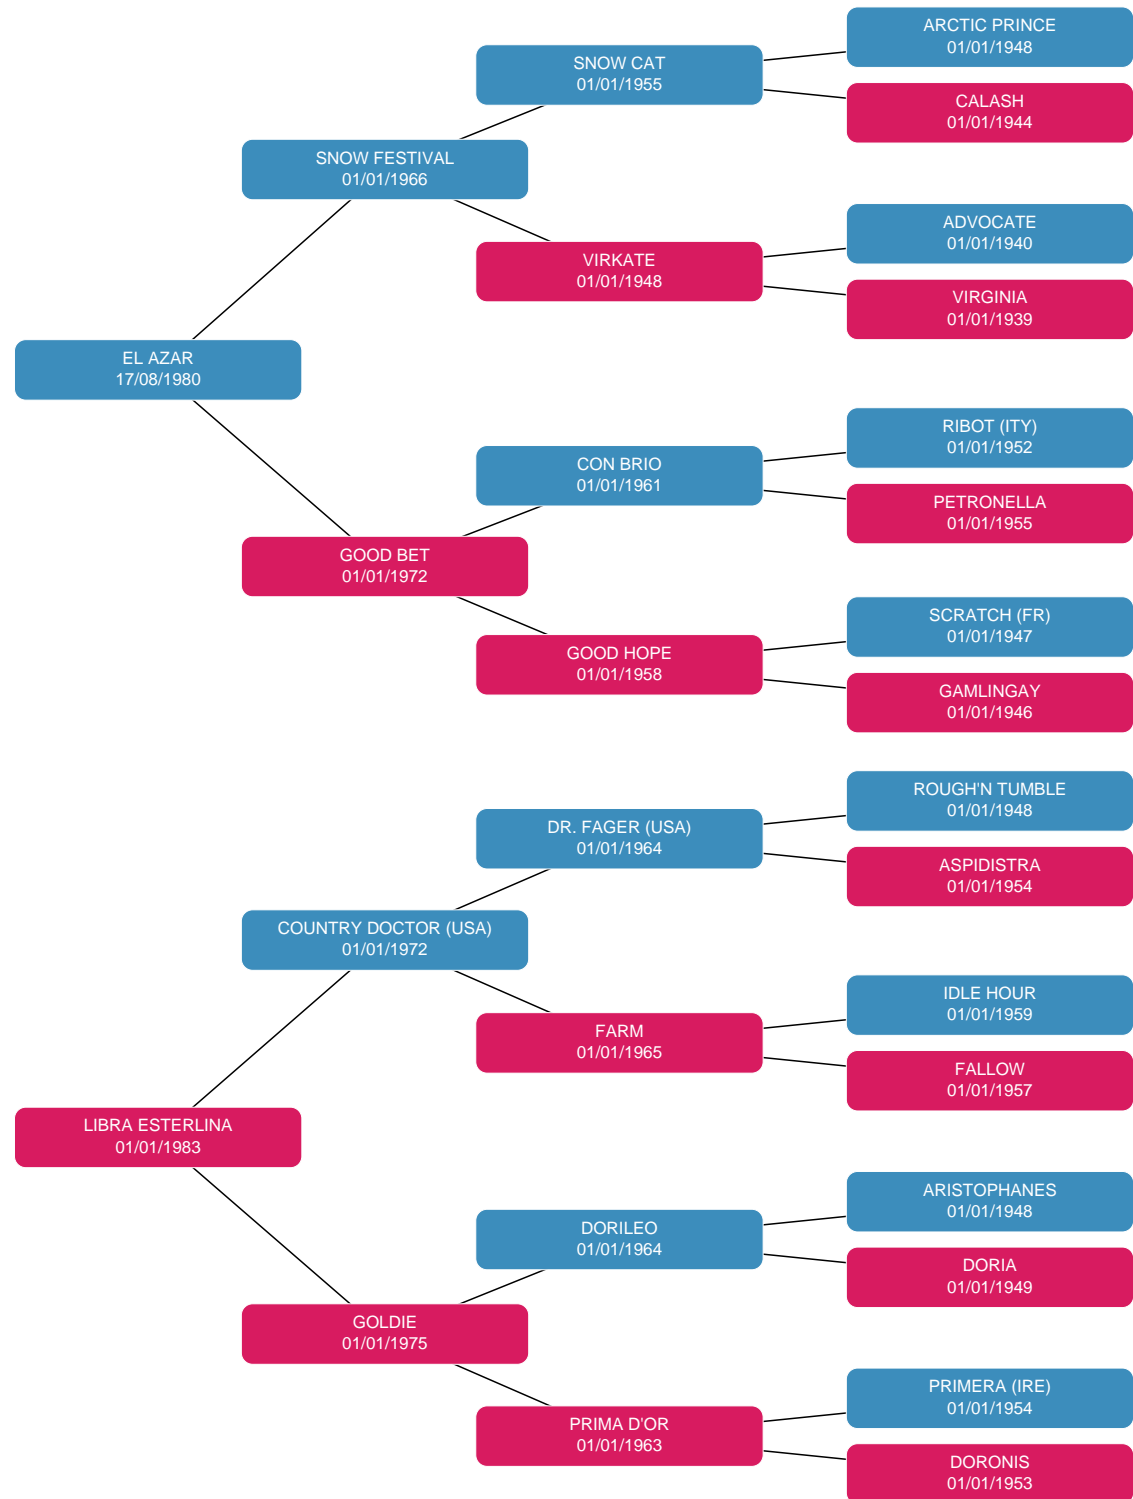 ARCTIC PRINCE
01/01/1948
SNOW CAT
01/01/1955
CALASH
01/01/1944
SNOW FESTIVAL
01/01/1966
ADVOCATE
01/01/1940
VIRKATE
01/01/1948
VIRGINIA
01/01/1939
EL AZAR
17/08/1980
RIBOT (ITY)
01/01/1952
CON BRIO
01/01/1961
PETRONELLA
01/01/1955
GOOD BET
01/01/1972
SCRATCH (FR)
01/01/1947
GOOD HOPE
01/01/1958
GAMLINGAY
01/01/1946
ROUGH'N TUMBLE
01/01/1948
DR. FAGER (USA)
01/01/1964
ASPIDISTRA
01/01/1954
COUNTRY DOCTOR (USA)
01/01/1972
IDLE HOUR
01/01/1959
FARM
01/01/1965
FALLOW
01/01/1957
LIBRA ESTERLINA
01/01/1983
ARISTOPHANES
01/01/1948
DORILEO
01/01/1964
DORIA
01/01/1949
GOLDIE
01/01/1975
PRIMERA (IRE)
01/01/1954
PRIMA D'OR
01/01/1963
DORONIS
01/01/1953